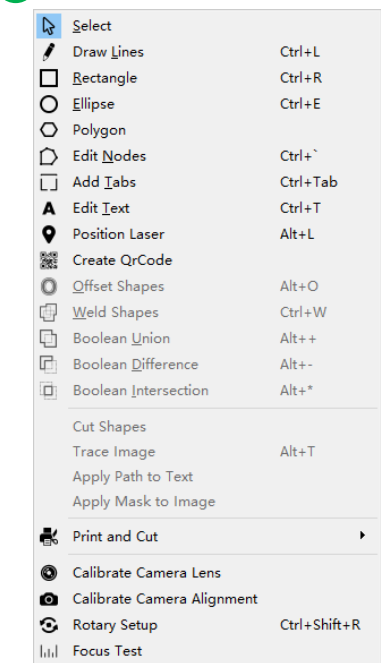 Select
Draw Lines Ctrl+L
Rectangle Ctrl+R
Ellipse Ctrl+E
Polygon
Edit Nodes Ctrl+`
Add Tabs Ctrl+Tab
Edit Text Ctrl+T
Position Laser Alt+L
Create QrCode
Offset Shapes Alt+O
Weld Shapes Ctrl+W
Boolean Union Alt++
Boolean Difference Alt+-
Boolean Intersection Alt+*
Cut Shapes
Trace Image Alt+T
Apply Path to Text
Apply Mask to Image
Print and Cut
Calibrate Camera Lens
Calibrate Camera Alignment
Rotary Setup Ctrl+Shift+R
Focus Test